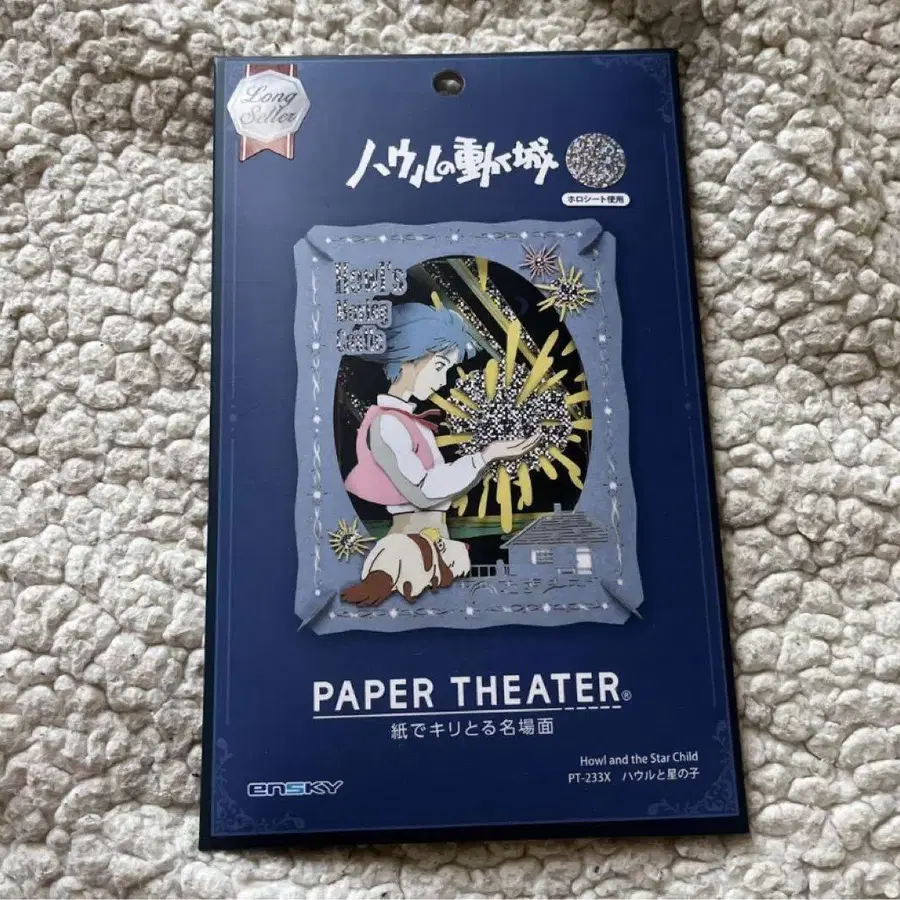 Long
Seller
ハウルの動く城
ホロシート使用
Howl's
Moving
Castle
PAPER THEATER®
紙でキリとる名場面
Howl and the Star Child
PT-233X ハウルと星の子
ensky